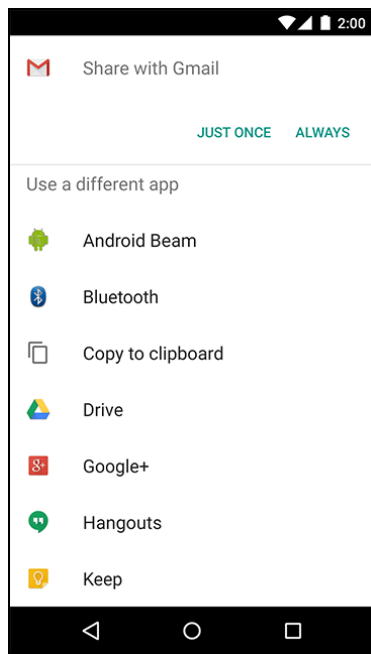 2:00
Share with Gmail
JUST ONCE ALWAYS
Use a different app
Android Beam
Bluetooth
Copy to clipboard
Drive
Google+
Hangouts
Keep